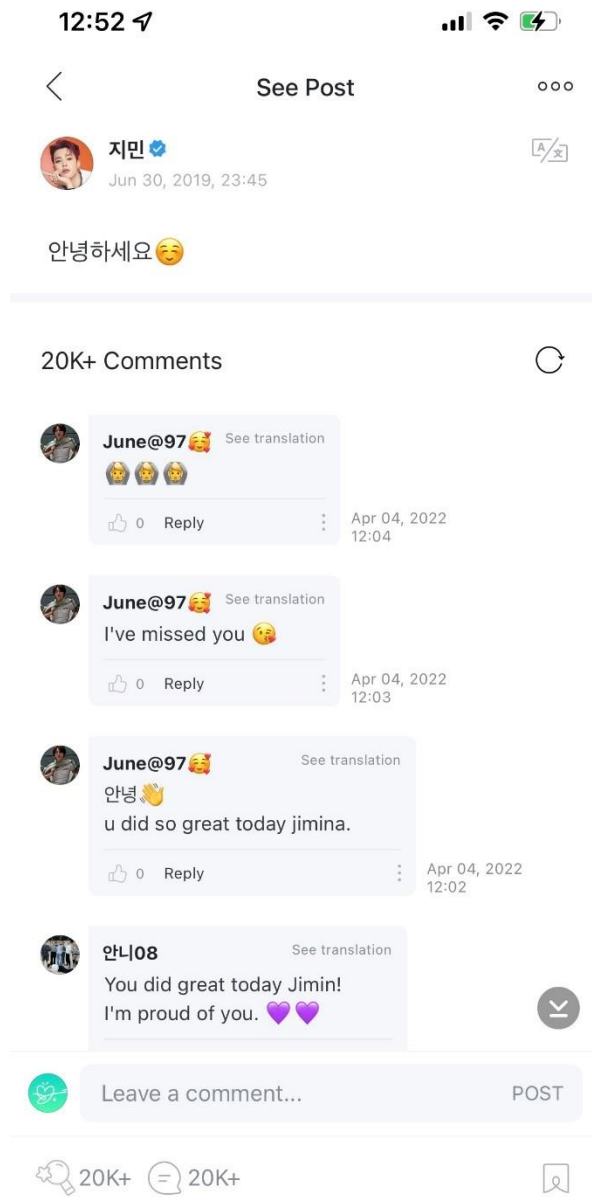 12:52
See Post
지민
Jun 30, 2019, 23:45
A
안녕하세요☺️
20K+ Comments
June@97🥰 See translation
🙆‍♂️🙆‍♂️🙆‍♂️
0 Reply
Apr 04, 2022
12:04
June@97🥰 See translation
I've missed you 😘
0 Reply
Apr 04, 2022
12:03
June@97🥰 See translation
안녕👋
u did so great today jimina.
0 Reply
Apr 04, 2022
12:02
안니08 See translation
You did great today Jimin!
I'm proud of you. 💜💜
Leave a comment... POST
20K+ 20K+